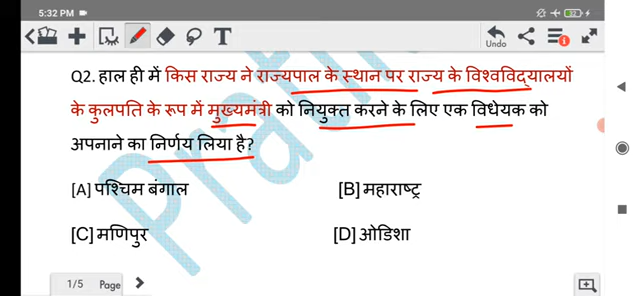 5:32 PM
52
Undo
Q2. हाल ही में किस राज्य ने राज्यपाल के स्थान पर राज्य के विश्वविद्यालयों
के कुलपति के रूप में मुख्यमंत्री को नियुक्त करने के लिए एक विधेयक को
अपनाने का निर्णय लिया है?
[A] पश्चिम बंगाल [B] महाराष्ट्र
[C] मणिपुर [D] ओडिशा
1/5 Page